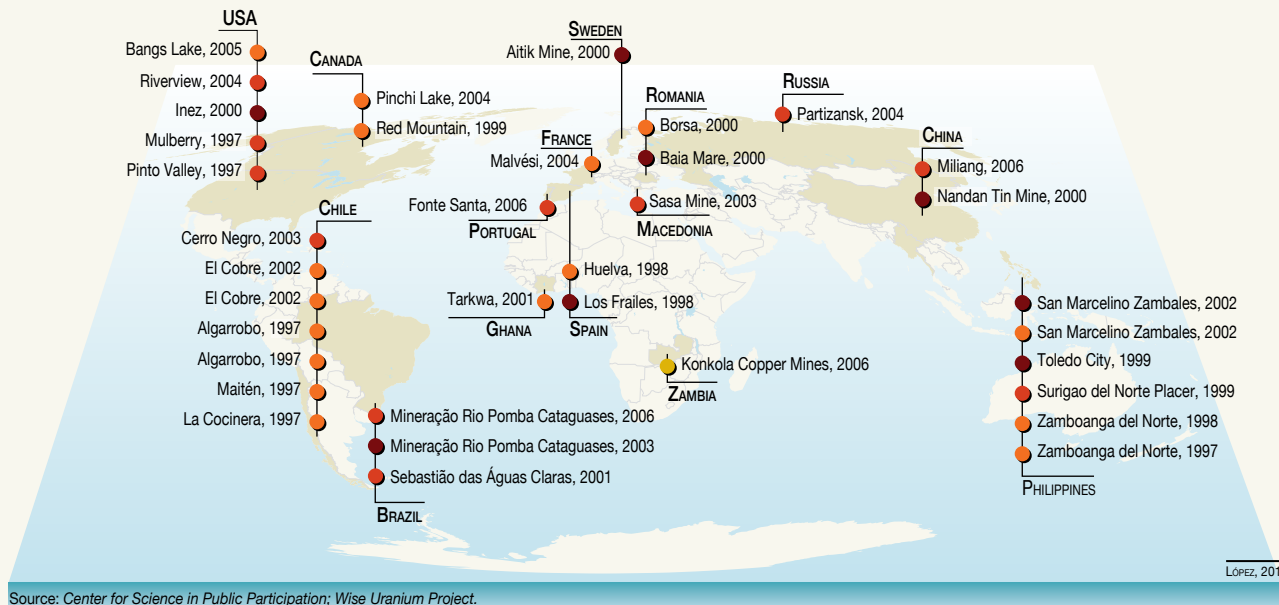 USA
Bangs Lake, 2005
Riverview, 2004
Inez, 2000
Mulberry, 1997
Pinto Valley, 1997
CANADA
Pinchi Lake, 2004
Red Mountain, 1999
SWEDEN
Aitik Mine, 2000
ROMANIA
Borsa, 2000
Baia Mare, 2000
RUSSIA
Partizansk, 2004
FRANCE
Malvési, 2004
CHINA
Miliang, 2006
Nandan Tin Mine, 2000
Fonte Santa, 2006
PORTUGAL
Sasa Mine, 2003
MACEDONIA
CHILE
Cerro Negro, 2003
El Cobre, 2002
El Cobre, 2002
Algarrobo, 1997
Algarrobo, 1997
Maitén, 1997
La Cocinera, 1997
Huelva, 1998
Los Frailes, 1998
SPAIN
Tarkwa, 2001
GHANA
Konkola Copper Mines, 2006
ZAMBIA
San Marcelino Zambales, 2002
San Marcelino Zambales, 2002
Toledo City, 1999
Surigao del Norte Placer, 1999
Zamboanga del Norte, 1998
Zamboanga del Norte, 1997
PHILIPPINES
Mineração Rio Pomba Cataguases, 2006
Mineração Rio Pomba Cataguases, 2003
Sebastião das Águas Claras, 2001
BRAZIL
LÓPEZ, 201
Source: Center for Science in Public Participation; Wise Uranium Project.